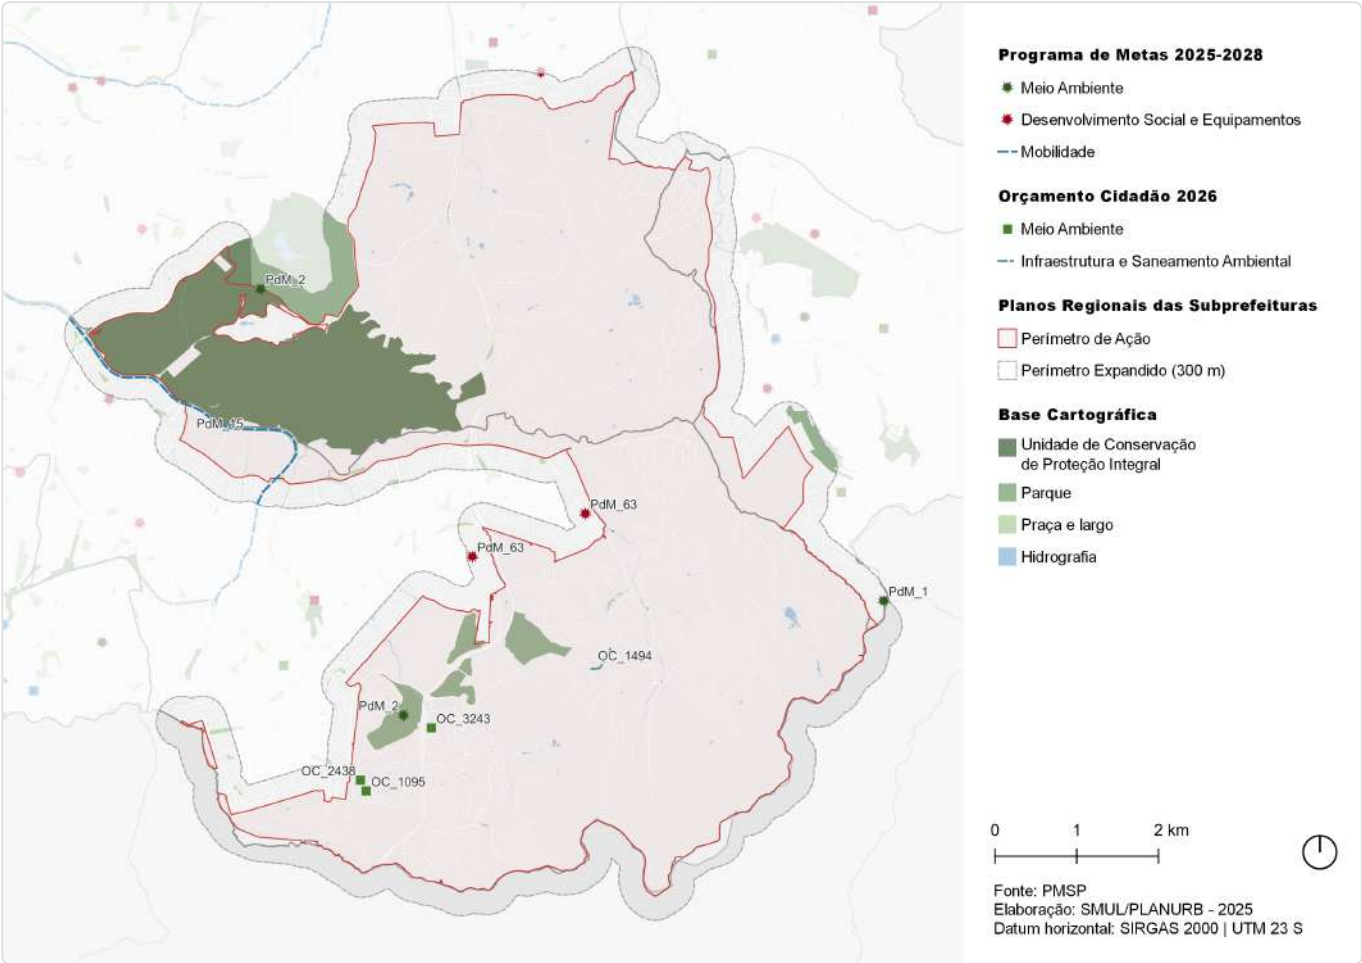 Programa de Metas 2025-2028
Meio Ambiente
Desenvolvimento Social e Equipamentos
Mobilidade
Orçamento Cidadão 2026
Meio Ambiente
Infraestrutura e Saneamento Ambiental
Planos Regionais das Subprefeituras
Perímetro de Ação
Perímetro Expandido (300 m)
Base Cartográfica
Unidade de Conservação
de Proteção Integral
Parque
Praça e largo
Hidrografia
PdM_2
PdM_15
PdM_63
PdM_63
PdM_1
OC_1494
PdM_2
OC_3243
OC_2438
OC_1095
0 1 2 km
Fonte: PMSP
Elaboração: SMUL/PLANURB - 2025
Datum horizontal: SIRGAS 2000 | UTM 23 S